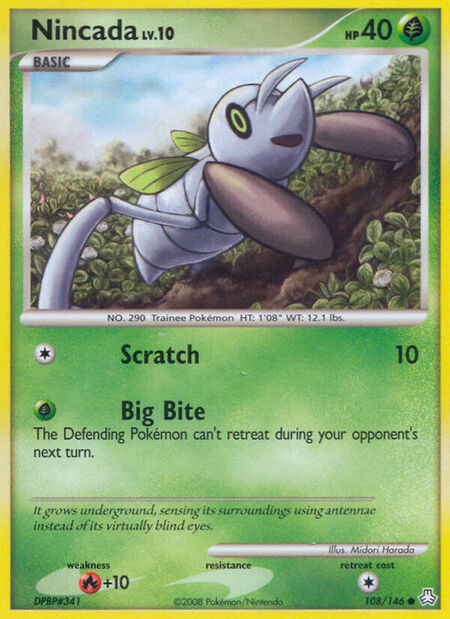 Nincada LV.10 HP 40
BASIC
NO. 290 Trainee Pokémon HT: 1'08" WT: 12.1 lbs.
Scratch 10
Big Bite
The Defending Pokémon can't retreat during your opponent's
next turn.
It grows underground, sensing its surroundings using antennae
instead of its virtually blind eyes.
Illus. Midori Harada
weakness resistance retreat cost
+10
DPBP#341 ©2008 Pokémon/Nintendo 108/146